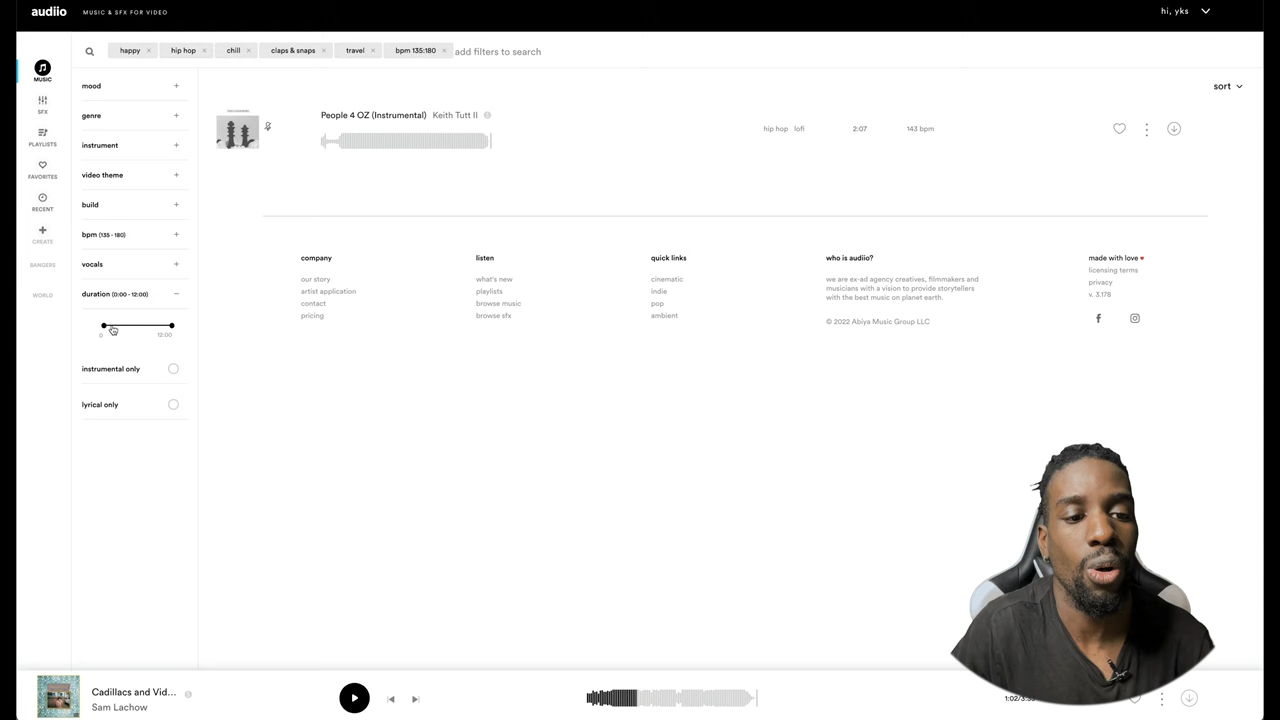 audiio MUSIC & SFX FOR VIDEO hi, yks
happy × hip hop × chill × claps & snaps × travel × bpm 135:180 × add filters to search
MUSIC
SFX
PLAYLISTS
FAVORITES
RECENT
CREATE
BANGERS
WORLD
mood +
genre +
instrument +
video theme +
build +
bpm (135 - 180) +
vocals +
duration (0:00 - 12:00) −
0 12:00
instrumental only
lyrical only
sort
People 4 OZ (Instrumental) Keith Tutt II
hip hop lofi 2:07 143 bpm
company
our story
artist application
contact
pricing
listen
what's new
playlists
browse music
browse sfx
quick links
cinematic
indie
pop
ambient
who is audiio?
we are ex-ad agency creatives, filmmakers and
musicians with a vision to provide storytellers
with the best music on planet earth.
© 2022 Abiya Music Group LLC
made with love ♥
licensing terms
privacy
v. 3.178
Cadillacs and Vid...
Sam Lachow
1:02/3: